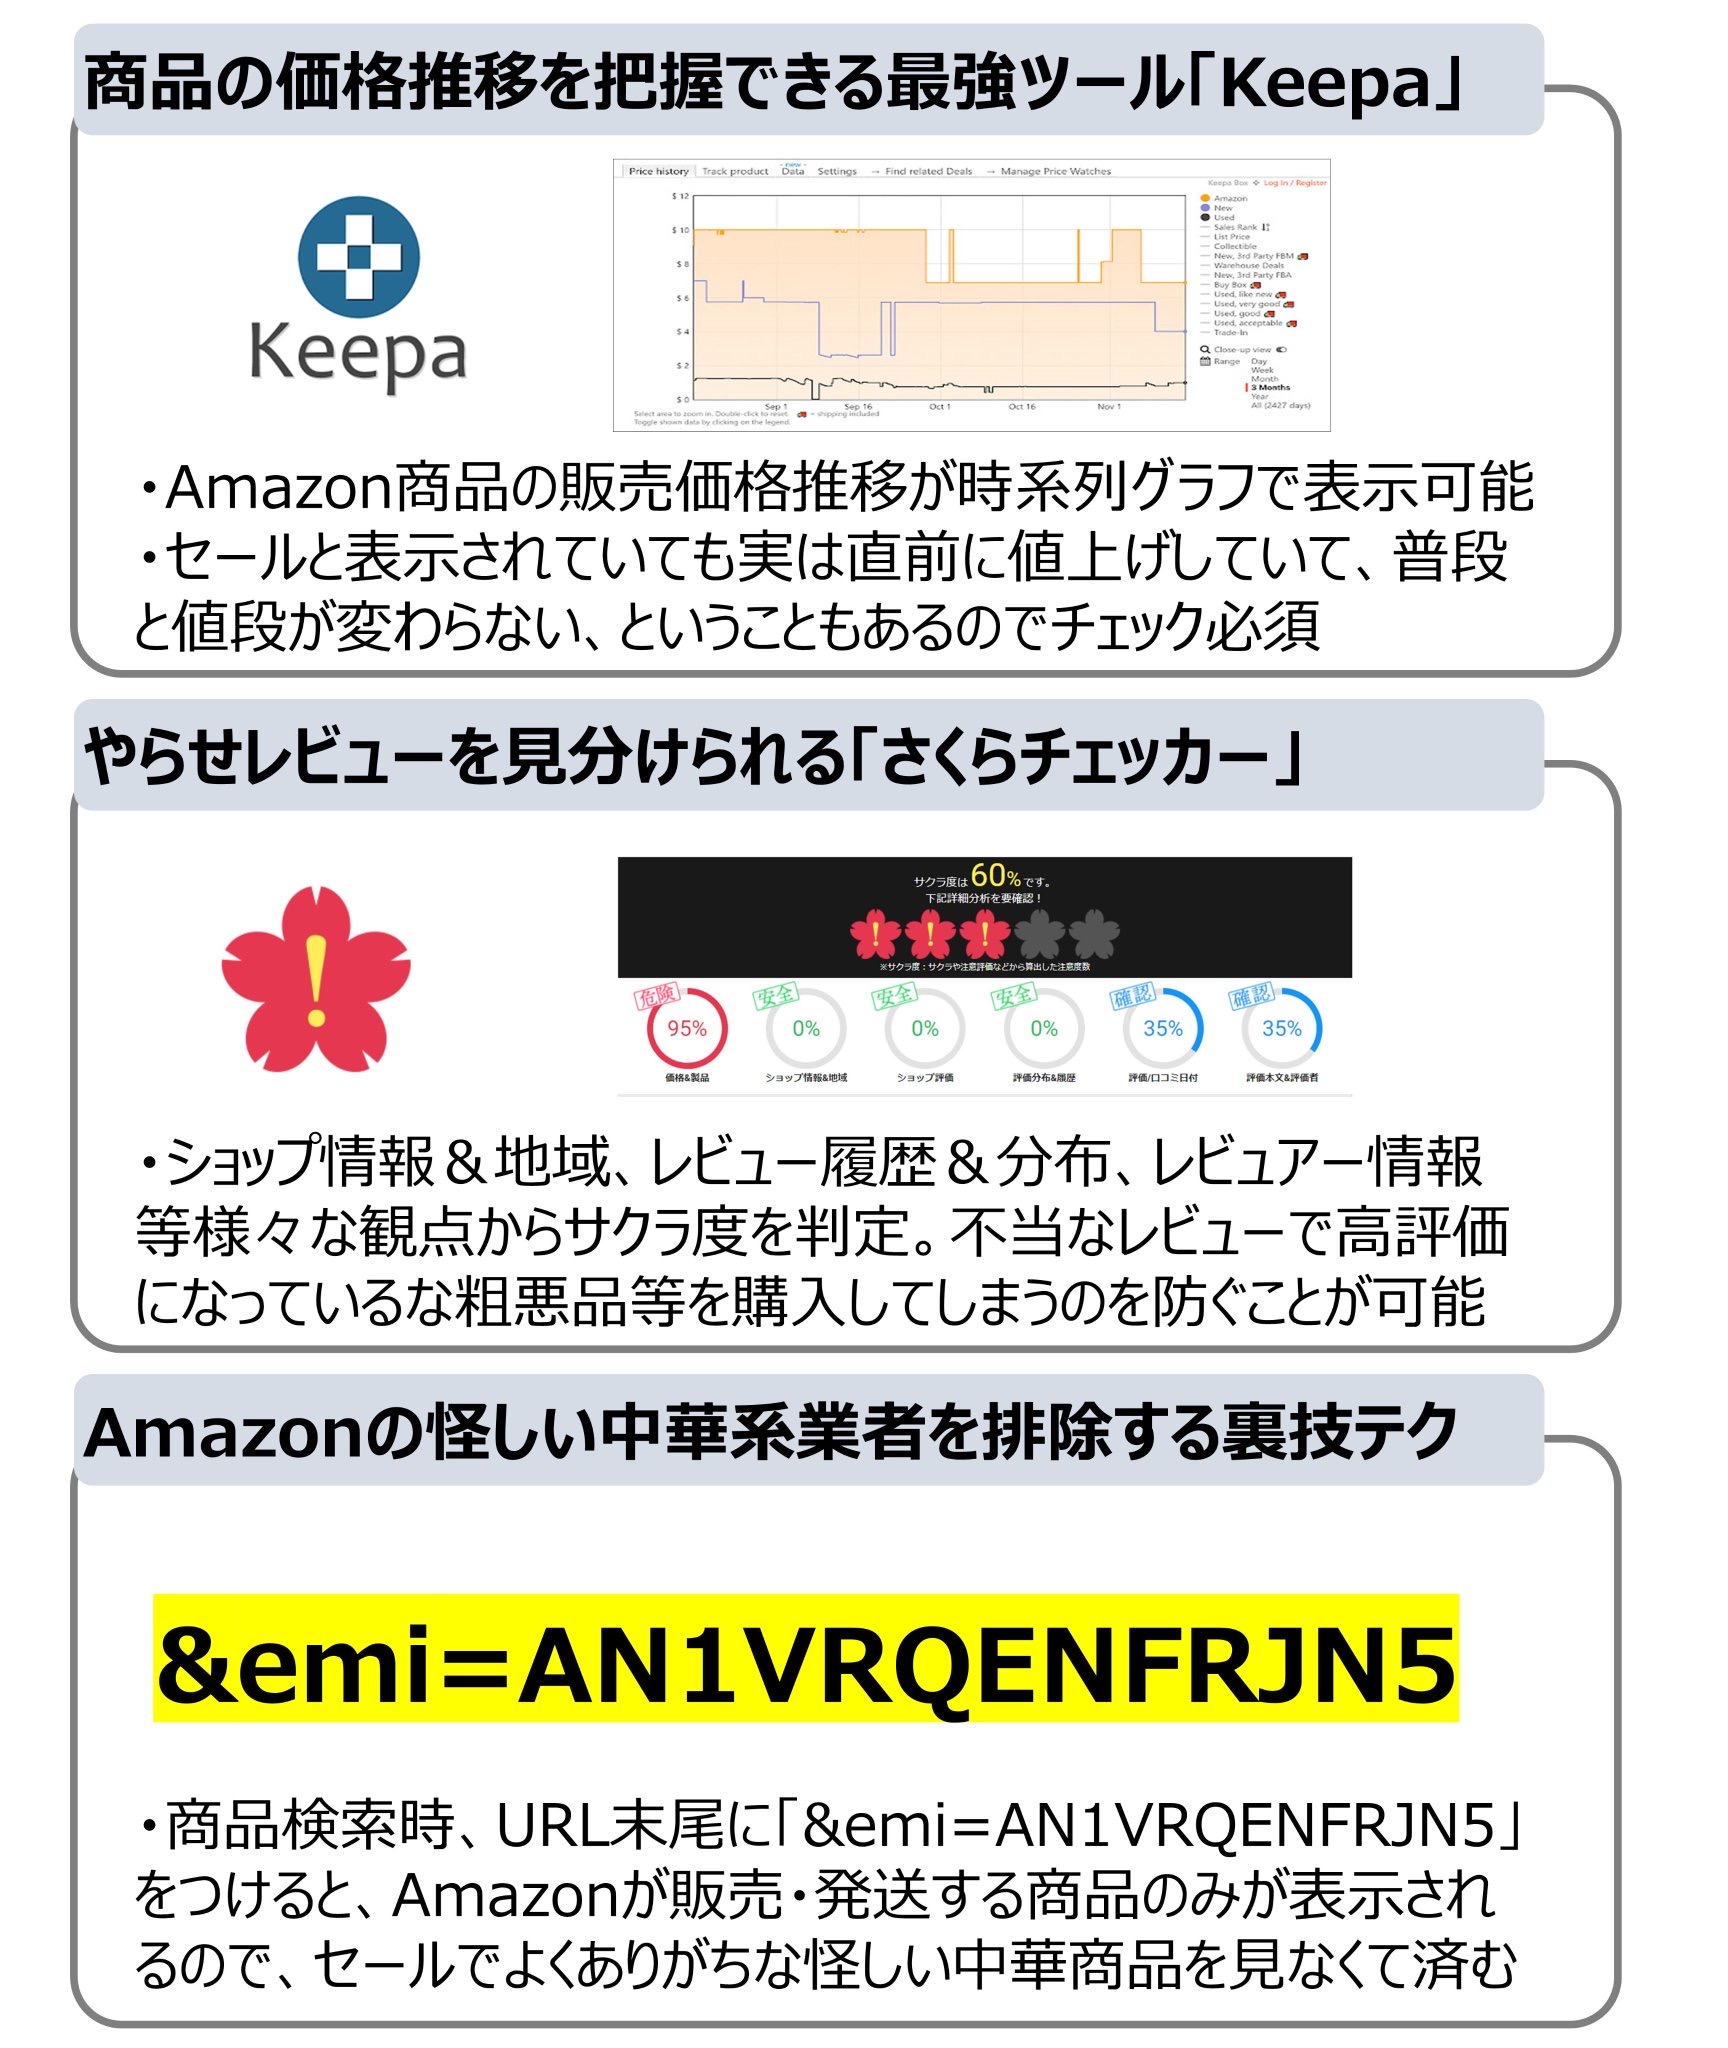 商品の価格推移を把握できる最強ツール「Keepa」
Keepa
Price history
Track product
- new -
Data
Settings
→ Find related Deals
→ Manage Price Watches
Keepa Box
Log In / Register
$ 12
$ 10
$ 8
$ 6
$ 4
$ 2
$ 0
Sep 1
Sep 16
Oct 1
Oct 16
Nov 1
Select area to zoom in. Double-click to reset.
= shipping included
Toggle shown data by clicking on the legend.
Amazon
New
Used
Sales Rank
List Price
Collectible
New, 3rd Party FBM
Warehouse Deals
New, 3rd Party FBA
Buy Box
Used, like new
Used, very good
Used, good
Used, acceptable
Trade-In
Close-up view
Range
Day
Week
Month
3 Months
Year
All (2427 days)
・Amazon商品の販売価格推移が時系列グラフで表示可能
・セールと表示されていても実は直前に値上げしていて、普段
と値段が変わらない、ということもあるのでチェック必須
やらせレビューを見分けられる「さくらチェッカー」
サクラ度は60%です。
下記詳細分析を要確認！
※サクラ度：サクラや注意評価などから算出した注意度数
危険
95%
価格&製品
安全
0%
ショップ情報&地域
安全
0%
ショップ評価
安全
0%
評価分布&履歴
確認
35%
評価/口コミ日付
確認
35%
評価本文&評価者
・ショップ情報＆地域、レビュー履歴＆分布、レビュアー情報
等様々な観点からサクラ度を判定。不当なレビューで高評価
になっているな粗悪品等を購入してしまうのを防ぐことが可能
Amazonの怪しい中華系業者を排除する裏技テク
&emi=AN1VRQENFRJN5
・商品検索時、URL末尾に「&emi=AN1VRQENFRJN5」
をつけると、Amazonが販売・発送する商品のみが表示され
るので、セールでよくありがちな怪しい中華商品を見なくて済む